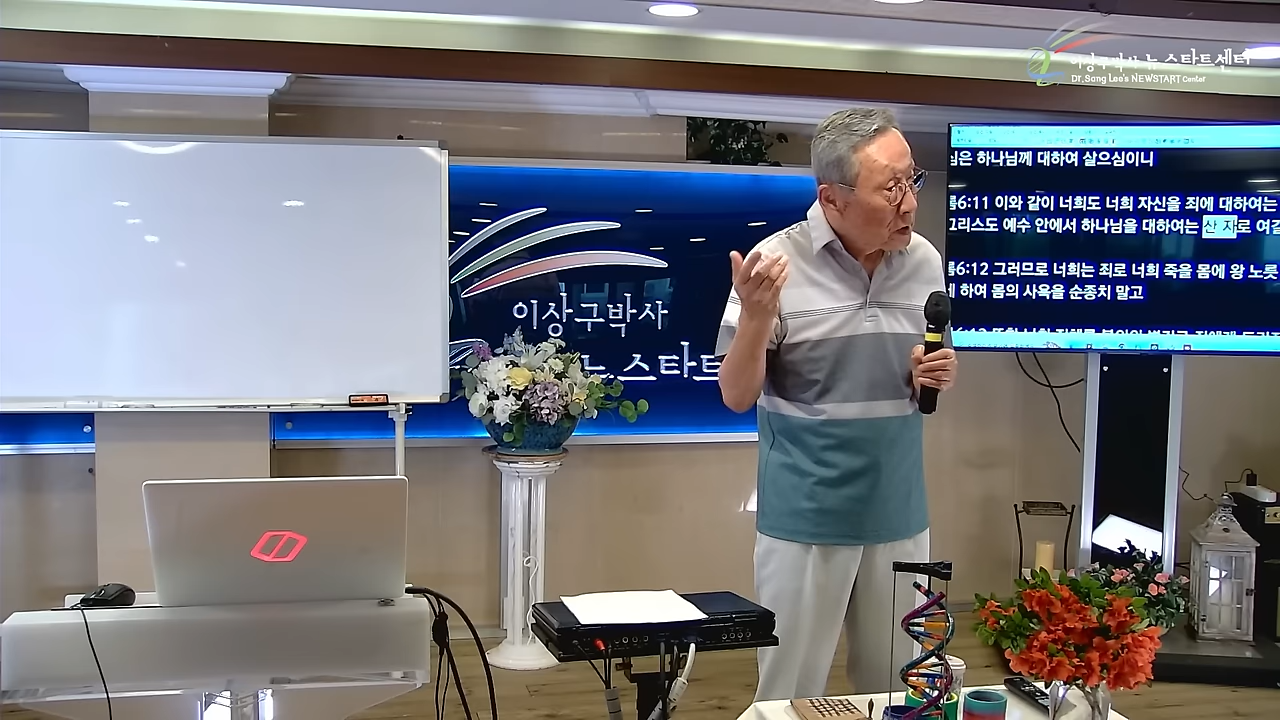 이상구박사 뉴 스타트센터
Dr. Sang Lee's NEWSTART Center
심은 하나님께 대하여 살으심이니
롬6:11 이와 같이 너희도 너희 자신을 죄에 대하여는
그리스도 예수 안에서 하나님을 대하여는 산 자로 여길
롬6:12 그러므로 너희는 죄로 너희 죽을 몸에 왕 노릇
하여 몸의 사욕을 순종치 말고
이상구박사
뉴 스타트